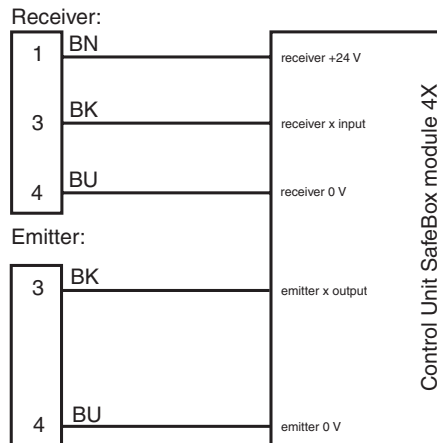 Receiver:
1 BN receiver +24 V
3 BK receiver x input
4 BU receiver 0 V
Emitter:
3 BK emitter x output
4 BU emitter 0 V
Control Unit SafeBox module 4X